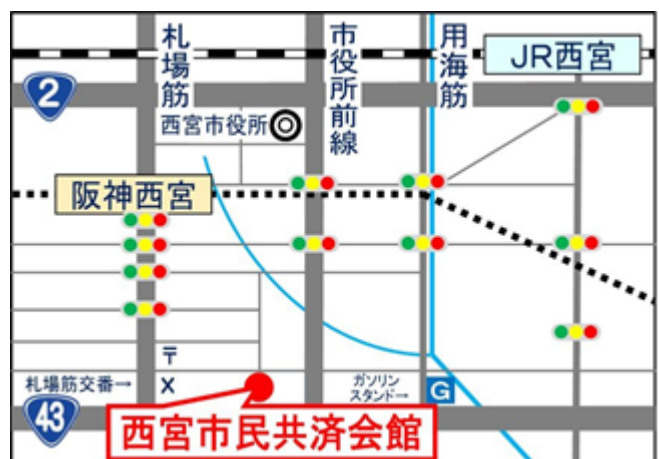 札場筋
市役所前線
用海筋
JR西宮
2
西宮市役所
阪神西宮
〒
札場筋交番→
X
ガソリン
スタンド→
G
43
西宮市民共済会館